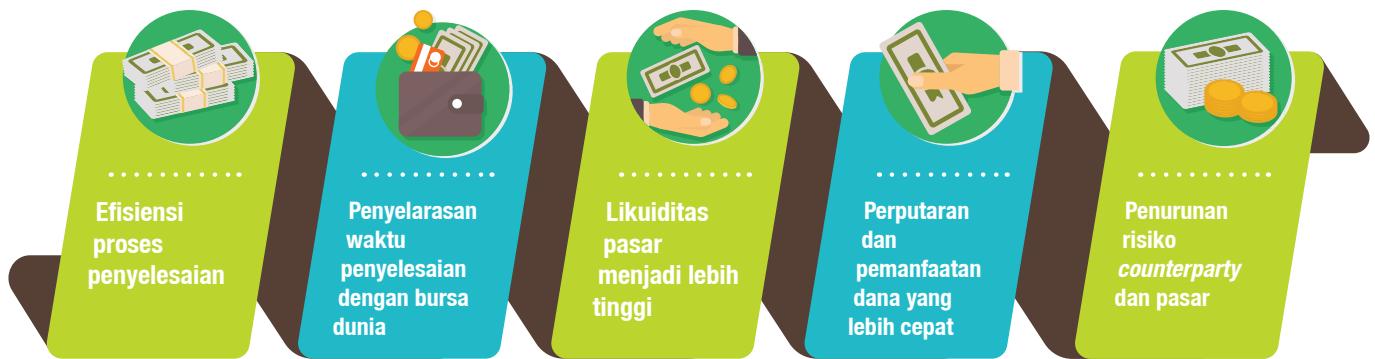 Efisiensi
proses
penyelesaian
Penyelarasan
waktu
penyelesaian
dengan bursa
dunia
Likuiditas
pasar
menjadi lebih
tinggi
Perputaran
dan
pemanfaatan
dana yang
lebih cepat
Penurunan
risiko
counterparty
dan pasar